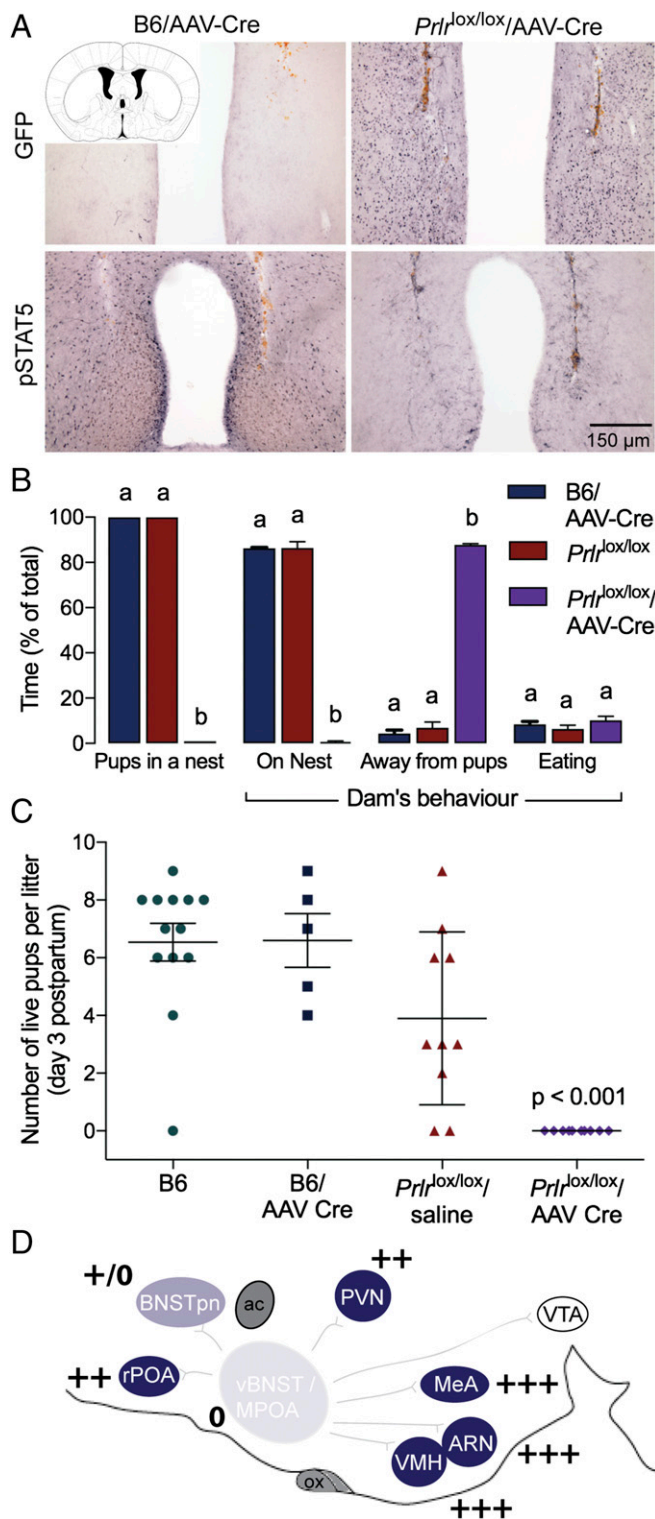 A
B6/AAV-Cre
Prlrlox/lox/AAV-Cre
GFP
pSTAT5
150 µm
B
Time (% of total)
100
80
60
40
20
0
a a b
a a b
a a b
a a a
B6/
AAV-Cre
Prlrlox/lox
Prlrlox/lox/
AAV-Cre
Pups in a nest
On Nest
Away from pups
Eating
Dam's behaviour
C
Number of live pups per litter
(day 3 postpartum)
10
8
6
4
2
0
p < 0.001
B6
B6/
AAV Cre
Prlrlox/lox/
saline
Prlrlox/lox/
AAV Cre
D
+/0
BNSTpn
ac
++
PVN
VTA
++
rPOA
vBNST /
MPOA
0
MeA
+++
VMH
ARN
+++
ox
+++